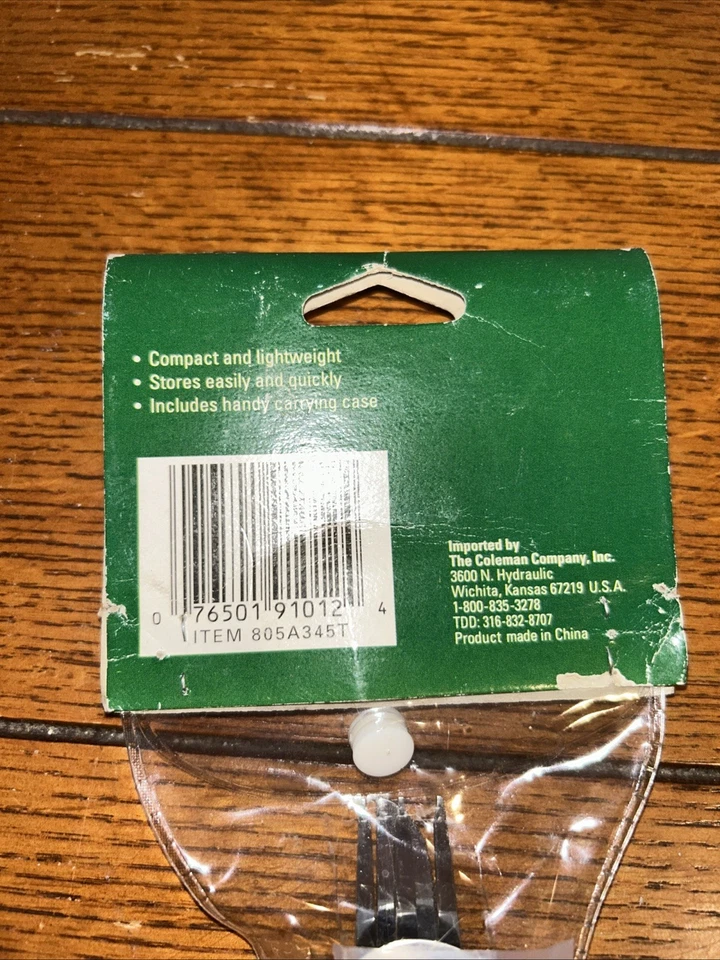 • Compact and lightweight
• Stores easily and quickly
• Includes handy carrying case
0 76501 91012 4
ITEM 805A345T
Imported by
The Coleman Company, Inc.
3600 N. Hydraulic
Wichita, Kansas 67219 U.S.A.
1-800-835-3278
TDD: 316-832-8707
Product made in China